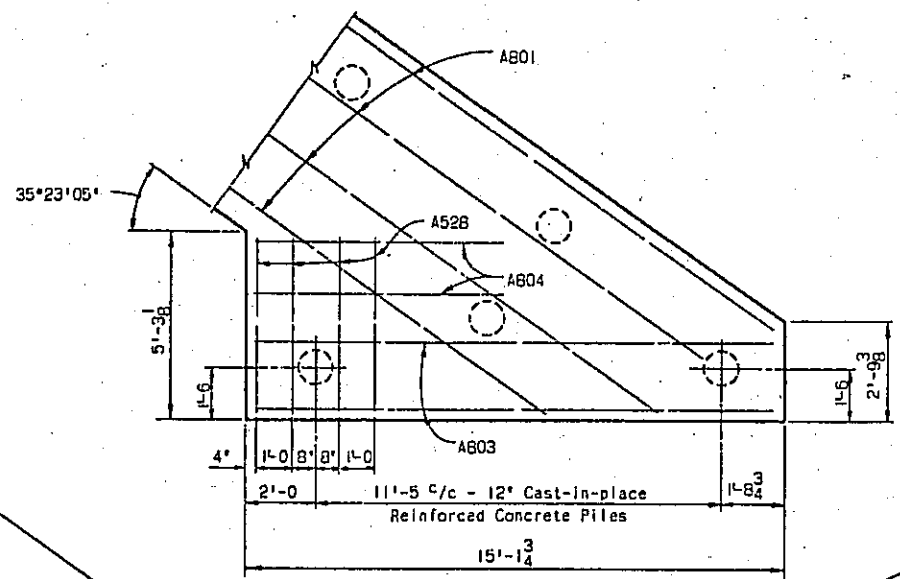 A801
35°23'05"
A528
A804
5'-3 1/8
1'-6
1'-6
2'-9 3/8
A803
4"
1'-0
8"
8"
1'-0
2'-0
11'-5 c/c - 12" Cast-in-place
Reinforced Concrete Piles
1'-8 3/4
15'-1 3/4